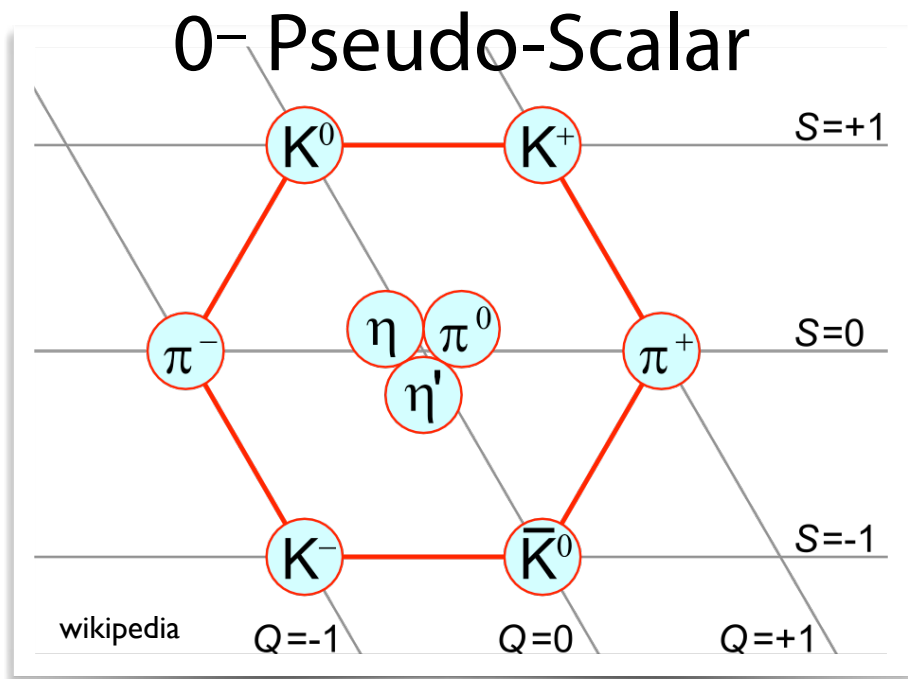 0⁻ Pseudo-Scalar
K⁰ K⁺ S=+1
η π⁰
π⁻ π⁺ S=0
η'
K⁻ K̅⁰ S=-1
wikipedia Q=-1 Q=0 Q=+1